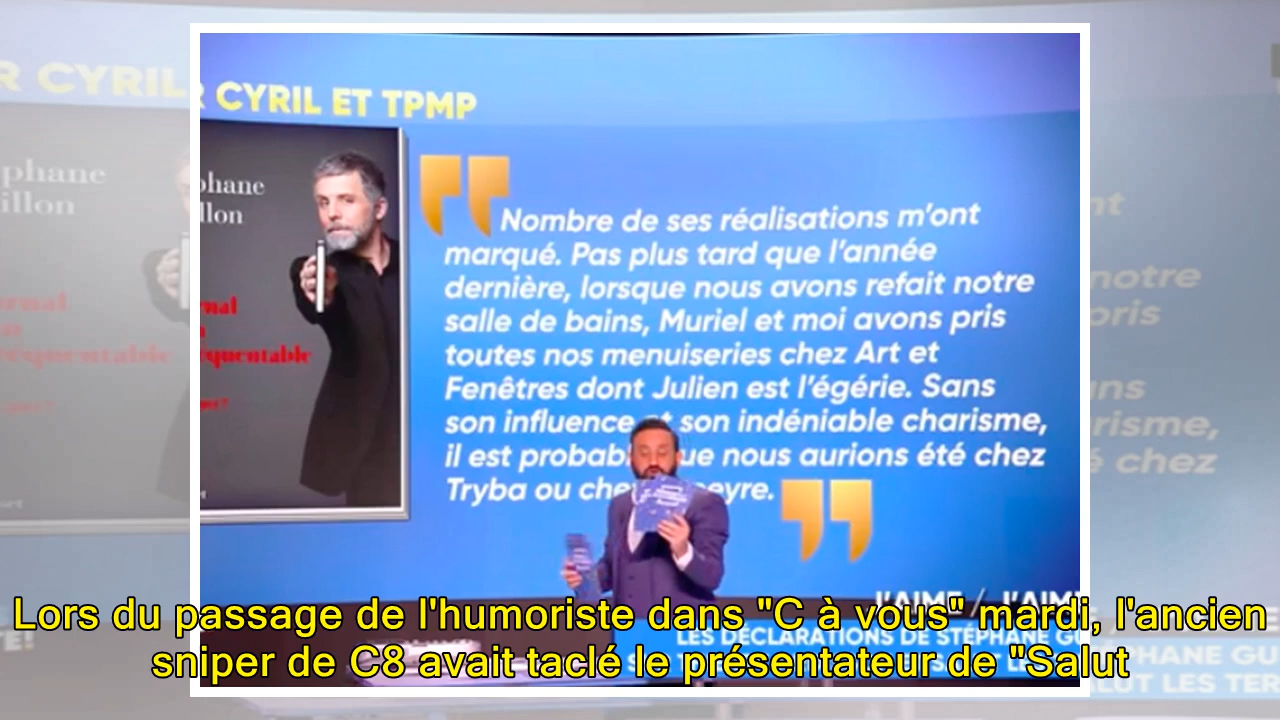 R CYRIL ET TPMP
phane
llon
Nombre de ses réalisations m'ont
marqué. Pas plus tard que l'année
dernière, lorsque nous avons refait notre
salle de bains, Muriel et moi avons pris
toutes nos menuiseries chez Art et
Fenêtres dont Julien est l'égérie. Sans
son influence et son indéniable charisme,
il est probab ue nous aurions été chez
Tryba ou che eyre.
J'AIME / J'AIM
LES DÉCLARATIONS DE STÉPHANE GU
Lors du passage de l'humoriste dans "C à vous" mardi, l'ancien
sniper de C8 avait taclé le présentateur de "Salut